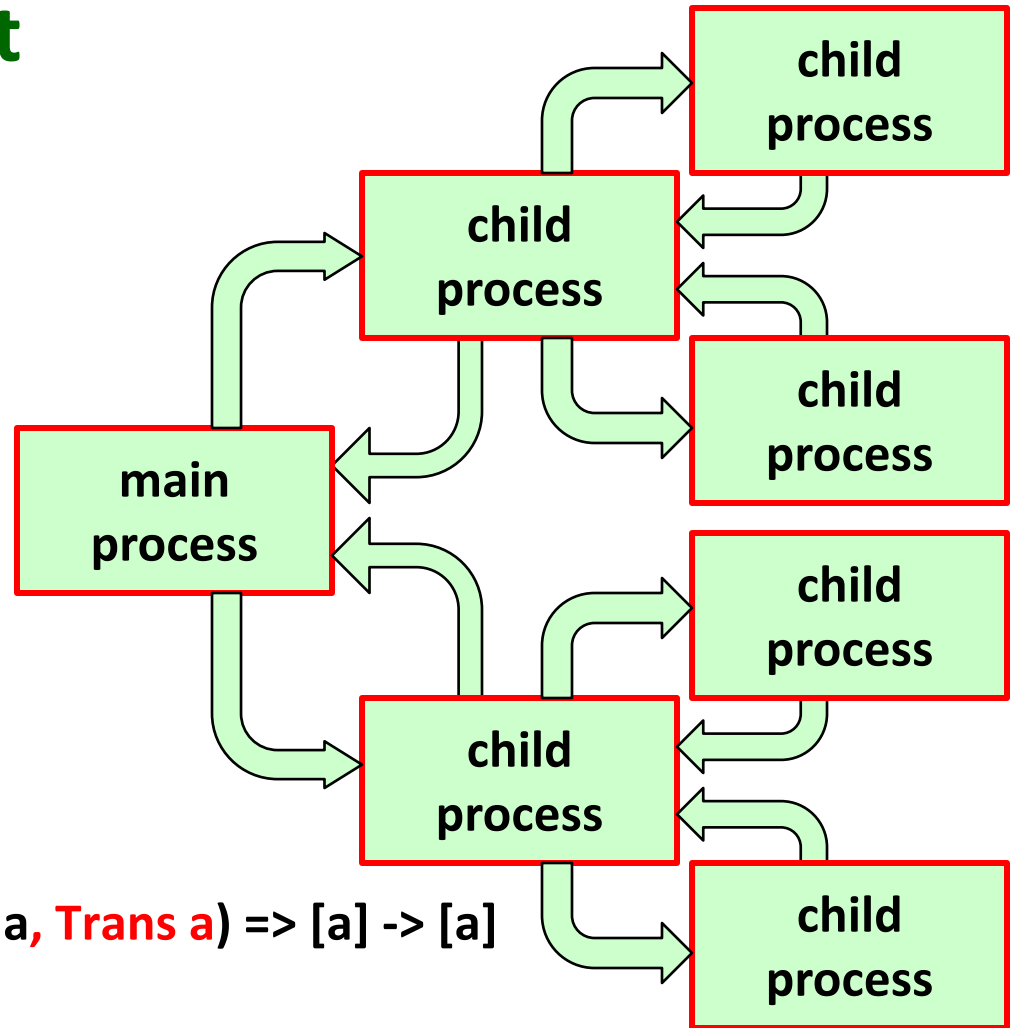 t
child
process
child
process
child
process
main
process
child
process
child
process
a, Trans a) => [a] -> [a]
child
process